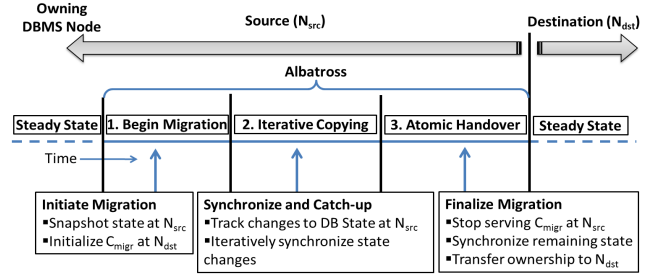 Owning
DBMS Node
Source (Nsrc)
Destination (Ndst)
Albatross
Steady State
1. Begin Migration
2. Iterative Copying
3. Atomic Handover
Steady State
Time
Initiate Migration
▪Snapshot state at Nsrc
▪Initialize Cmigr at Ndst
Synchronize and Catch-up
▪Track changes to DB State at Nsrc
▪Iteratively synchronize state
changes
Finalize Migration
▪Stop serving Cmigr at Nsrc
▪Synchronize remaining state
▪Transfer ownership to Ndst